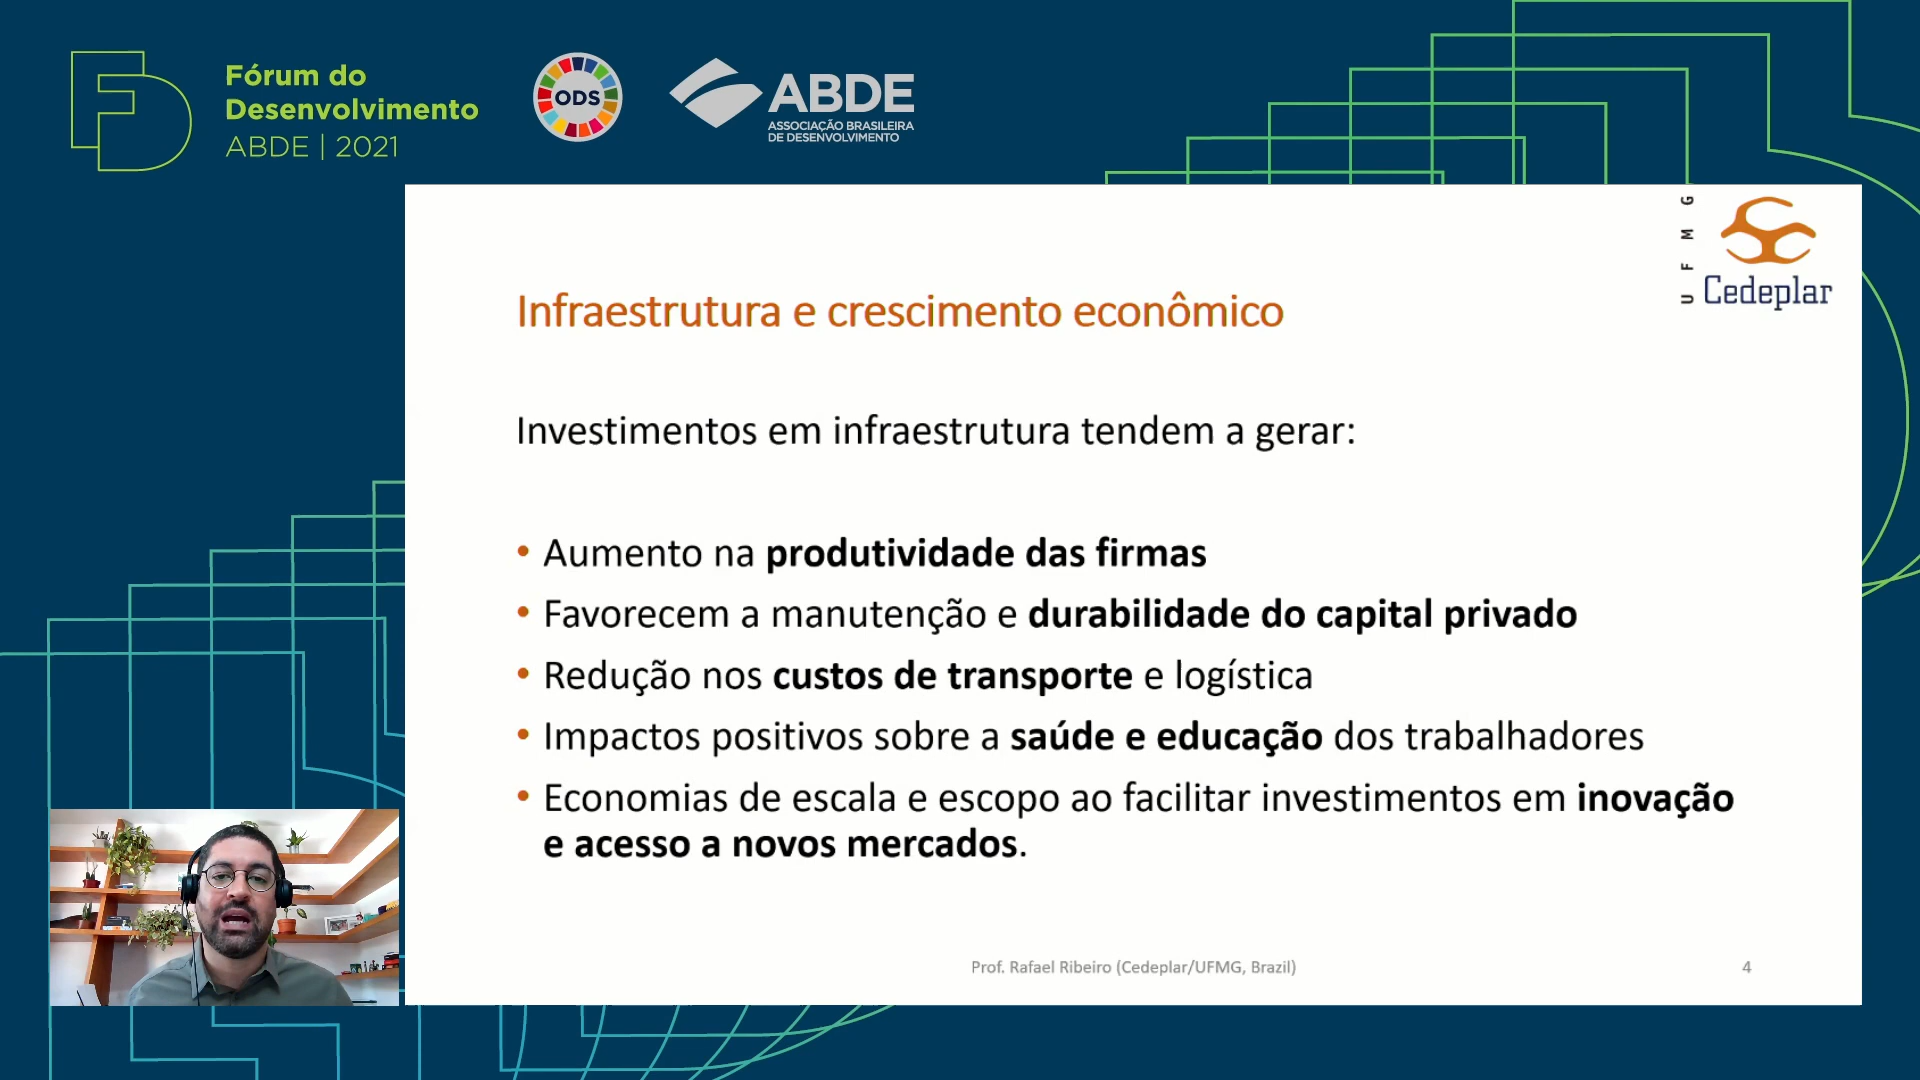 Fórum do
Desenvolvimento
ABDE | 2021
ODS
ABDE
ASSOCIAÇÃO BRASILEIRA
DE DESENVOLVIMENTO
UFMG
Cedeplar
Infraestrutura e crescimento econômico
Investimentos em infraestrutura tendem a gerar:
• Aumento na produtividade das firmas
• Favorecem a manutenção e durabilidade do capital privado
• Redução nos custos de transporte e logística
• Impactos positivos sobre a saúde e educação dos trabalhadores
• Economias de escala e escopo ao facilitar investimentos em inovação
e acesso a novos mercados.
Prof. Rafael Ribeiro (Cedeplar/UFMG, Brazil)
4